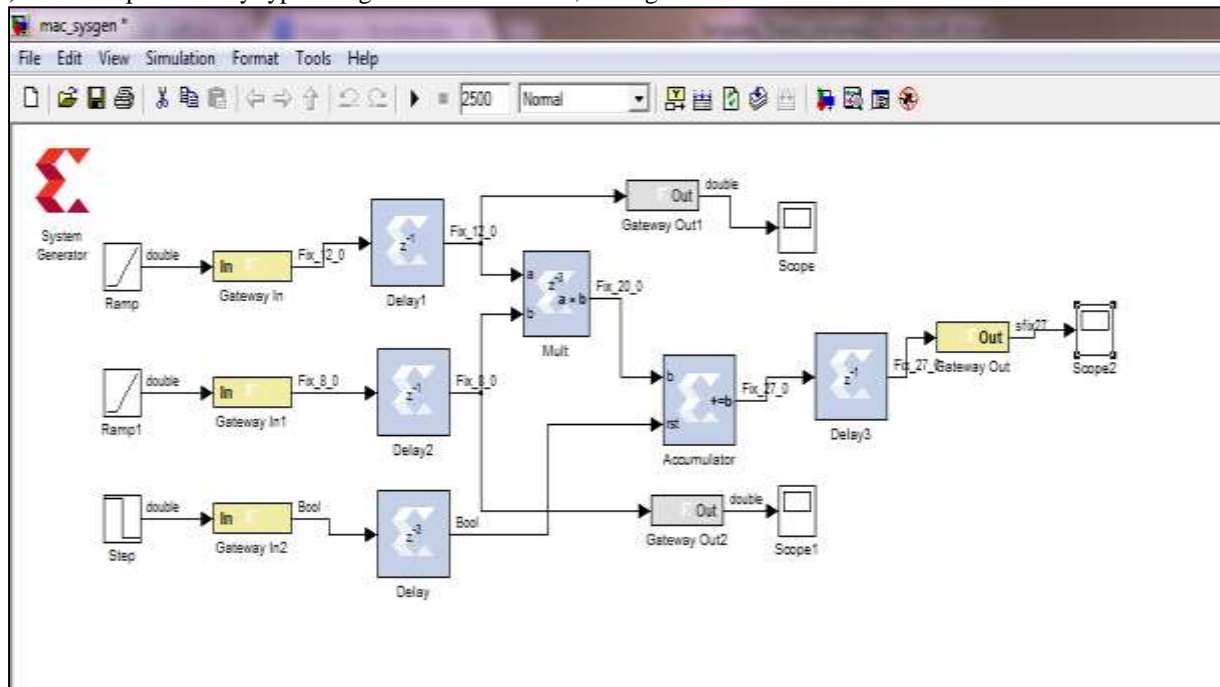 mac_sysgen *
File Edit View Simulation Format Tools Help
2500 Normal
System
Generator
double
Ramp
In
Gateway In
Fix_12_0
z-1
Delay1
Fix_12_0
Out
double
Gateway Out1
Scope
a
b
z-3
a × b
Mult
Fix_20_0
double
Ramp1
In
Gateway In1
Fix_8_0
z-1
Delay2
Fix_8_0
b
rst
+=b
Accumulator
Fix_27_0
z-1
Delay3
Fix_27_0
Out
Gateway Out
sfix27
Scope2
double
Step
In
Gateway In2
Bool
z-3
Delay
Bool
Out
double
Gateway Out2
Scope1